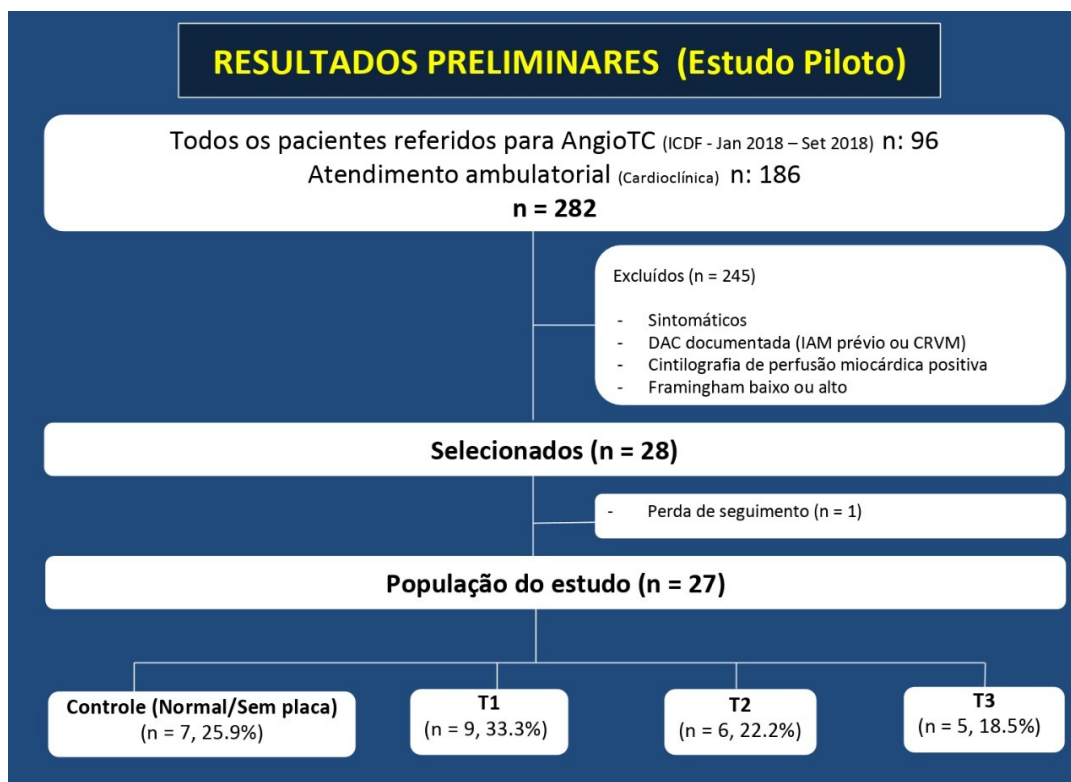 RESULTADOS PRELIMINARES (Estudo Piloto)
Todos os pacientes referidos para AngioTC (ICDF - Jan 2018 – Set 2018) n: 96
Atendimento ambulatorial (Cardioclínica) n: 186
n = 282
Excluídos (n = 245)
- Sintomáticos
- DAC documentada (IAM prévio ou CRVM)
- Cintilografia de perfusão miocárdica positiva
- Framingham baixo ou alto
Selecionados (n = 28)
- Perda de seguimento (n = 1)
População do estudo (n = 27)
Controle (Normal/Sem placa)
(n = 7, 25.9%)
T1
(n = 9, 33.3%)
T2
(n = 6, 22.2%)
T3
(n = 5, 18.5%)